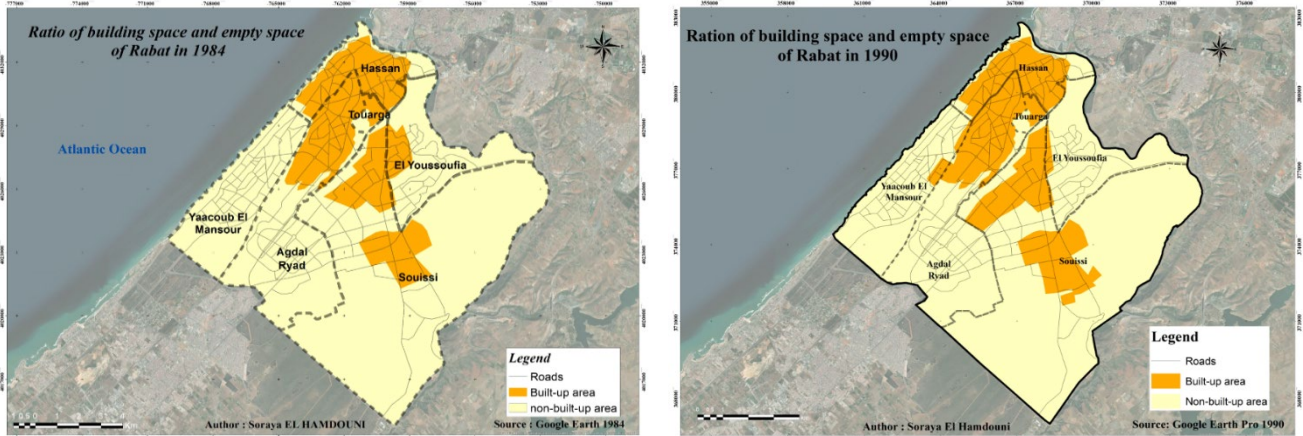 Ratio of building space and empty space
of Rabat in 1984
Hassan
Touarga
Atlantic Ocean
El Youssoufia
Yaacoub El
Mansour
Agdal
Ryad
Souissi
Legend
Roads
Built-up area
non-built-up area
Author : Soraya EL HAMDOUNI
Source : Google Earth 1984
Ration of building space and empty space
of Rabat in 1990
Hassan
Touarga
El Youssoufia
Yaacoub El
Mansour
Agdal
Ryad
Souissi
Legend
Roads
Built-up area
Non-built-up area
Author : Soraya El Hamdouni
Source: Google Earth Pro 1990